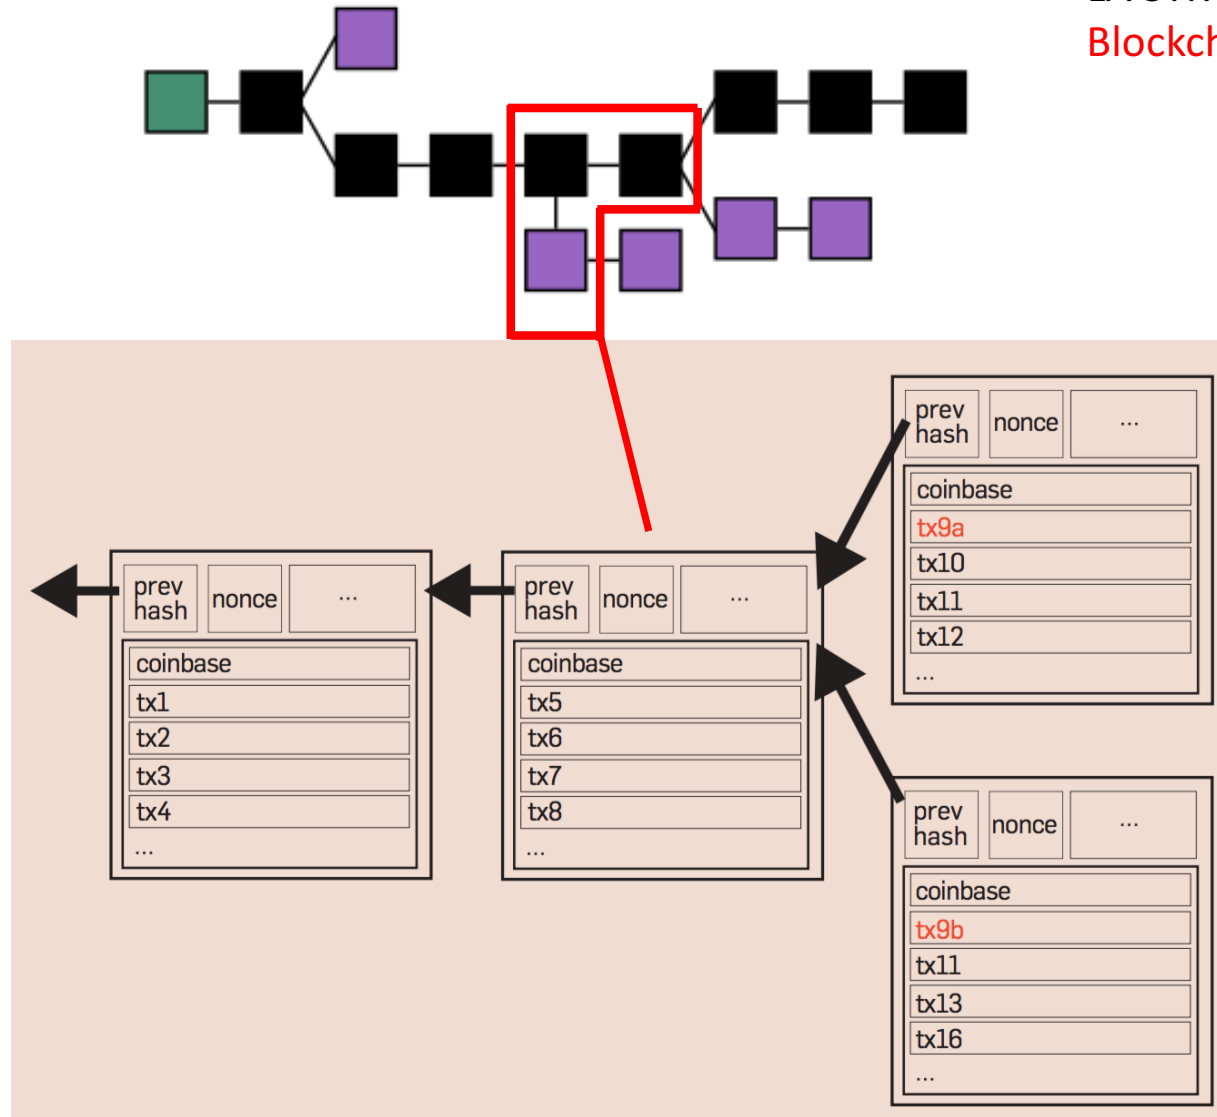 Blockch
prev
hash
nonce
...
coinbase
tx9a
tx10
tx11
tx12
...
prev
hash
nonce
...
coinbase
tx1
tx2
tx3
tx4
...
prev
hash
nonce
...
coinbase
tx5
tx6
tx7
tx8
...
prev
hash
nonce
...
coinbase
tx9b
tx11
tx13
tx16
...